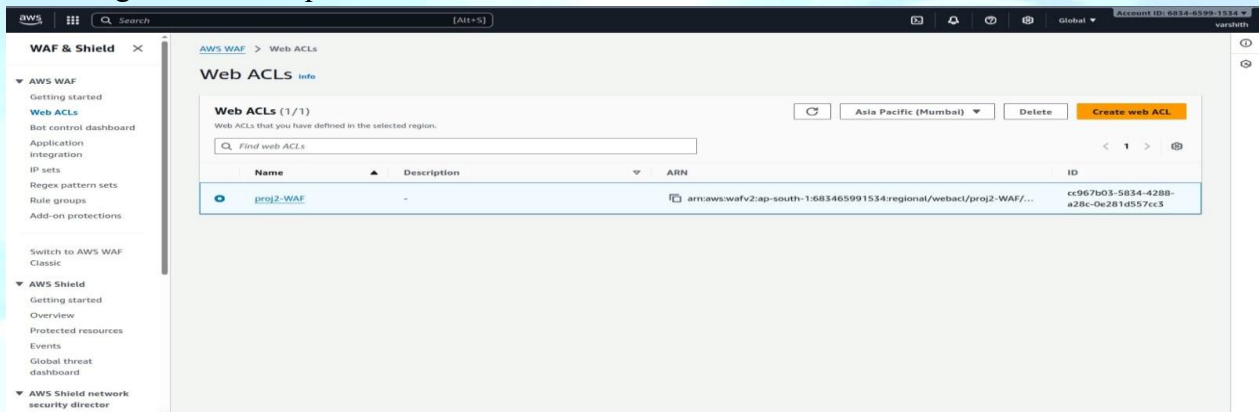 aws
Search
[Alt+S]
Global
Account ID: 6834-6599-1534
varshith
WAF & Shield
AWS WAF
Getting started
Web ACLs
Bot control dashboard
Application
integration
IP sets
Regex pattern sets
Rule groups
Add-on protections
Switch to AWS WAF
Classic
AWS Shield
Getting started
Overview
Protected resources
Events
Global threat
dashboard
AWS Shield network
security director
AWS WAF > Web ACLs
Web ACLs Info
Web ACLs (1/1)
Web ACLs that you have defined in the selected region.
Asia Pacific (Mumbai)
Delete
Create web ACL
Find web ACLs
< 1 >
Name Description ARN ID
proj2-WAF - arn:aws:wafv2:ap-south-1:683465991534:regional/webacl/proj2-WAF/... cc967b03-5834-4288-
a28c-0e281d557cc3